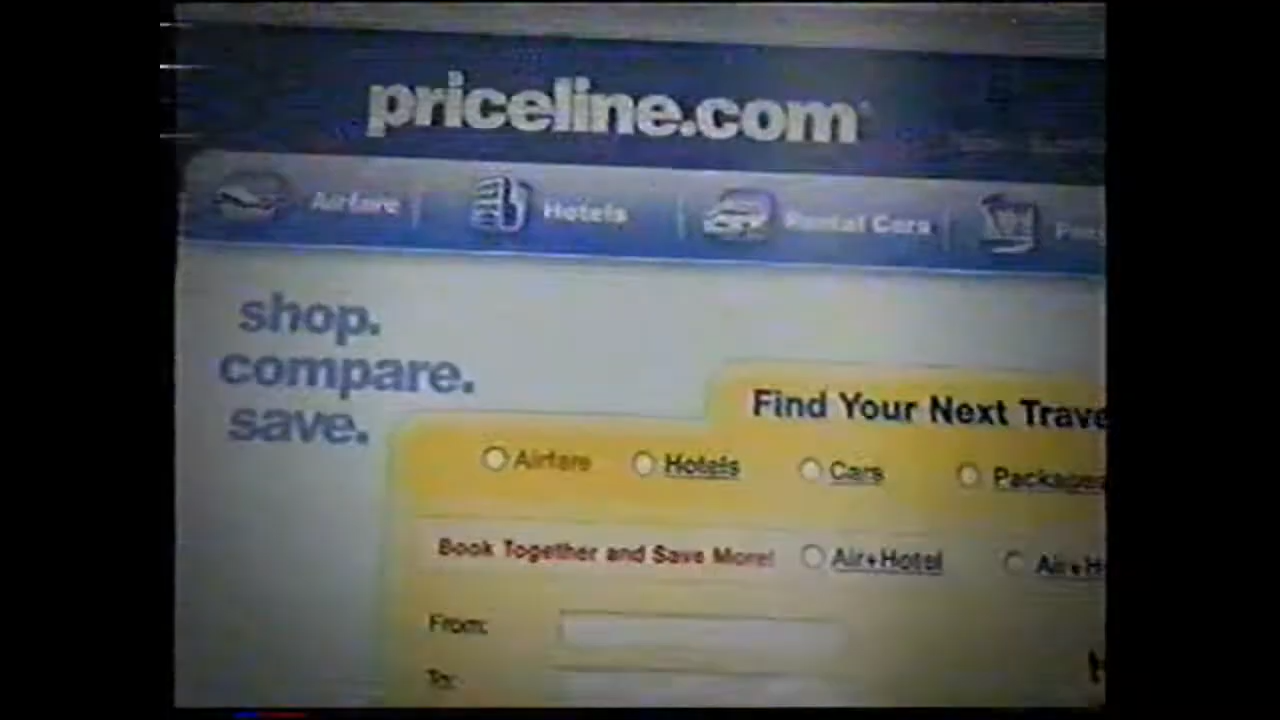 priceline.com
Airfare Hotels Rental Cars
shop.
compare.
save.
Find Your Next
Airfare Hotels Cars Packages
Book Together and Save More! Air+Hotel
From:
To: